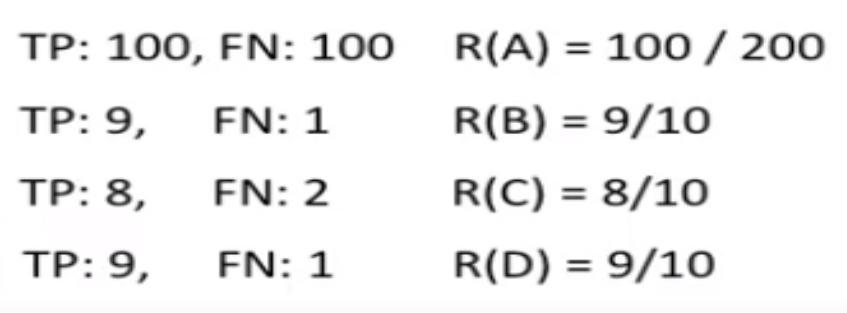 TP: 100, FN: 100 R(A) = 100 / 200
TP: 9, FN: 1 R(B) = 9/10
TP: 8, FN: 2 R(C) = 8/10
TP: 9, FN: 1 R(D) = 9/10